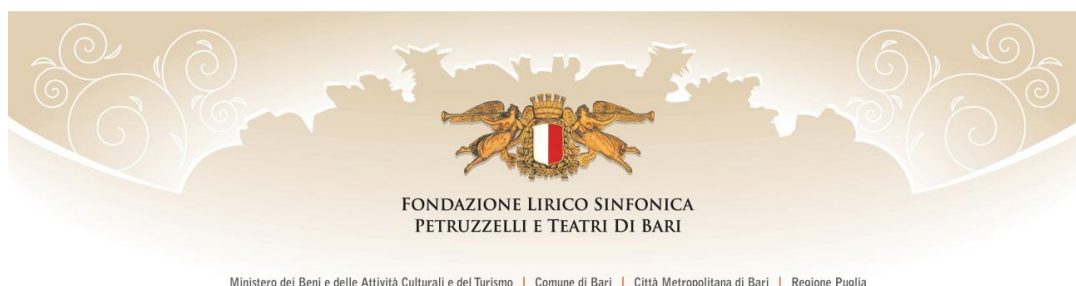 FONDAZIONE LIRICO SINFONICA
PETRUZZELLI E TEATRI DI BARI
Ministero dei Beni e delle Attività Culturali e del Turismo | Comune di Bari | Città Metropolitana di Bari | Regione Puglia